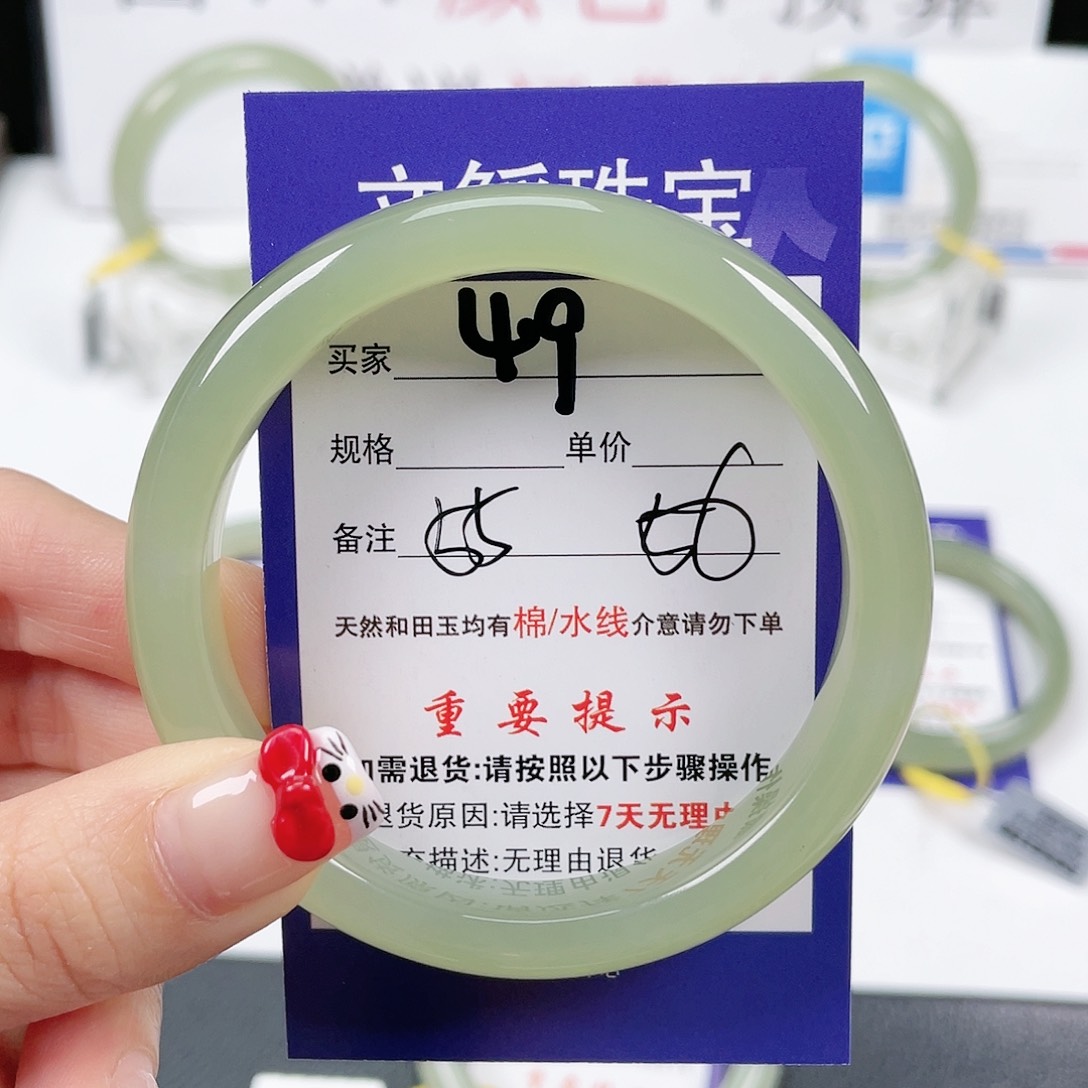 珠宝
49
买家
规格 单价
备注 55 56
天然和田玉均有棉/水线介意请勿下单
重要提示
需退货:请按照以下步骤操作
退货原因:请选择7天无理由
描述:无理由退货